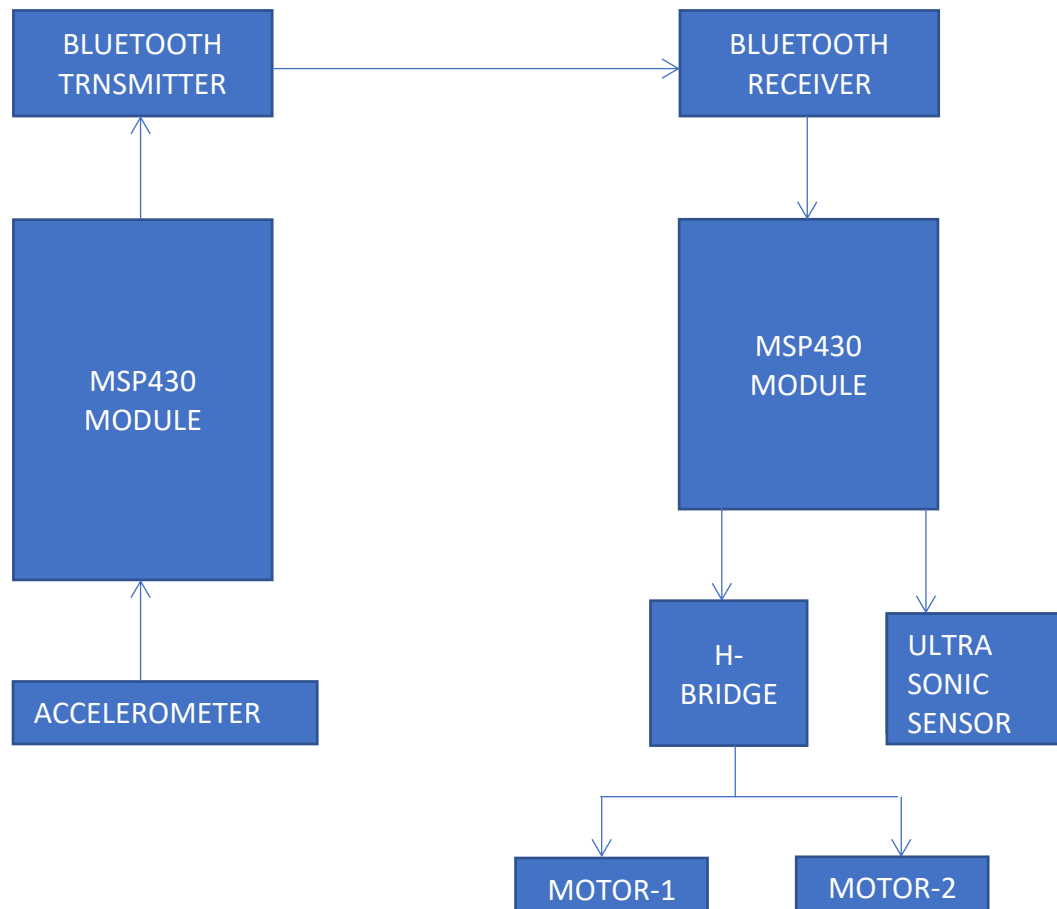 BLUETOOTH
TRNSMITTER
BLUETOOTH
RECEIVER
MSP430
MODULE
MSP430
MODULE
ACCELEROMETER
H-
BRIDGE
ULTRA
SONIC
SENSOR
MOTOR-1
MOTOR-2